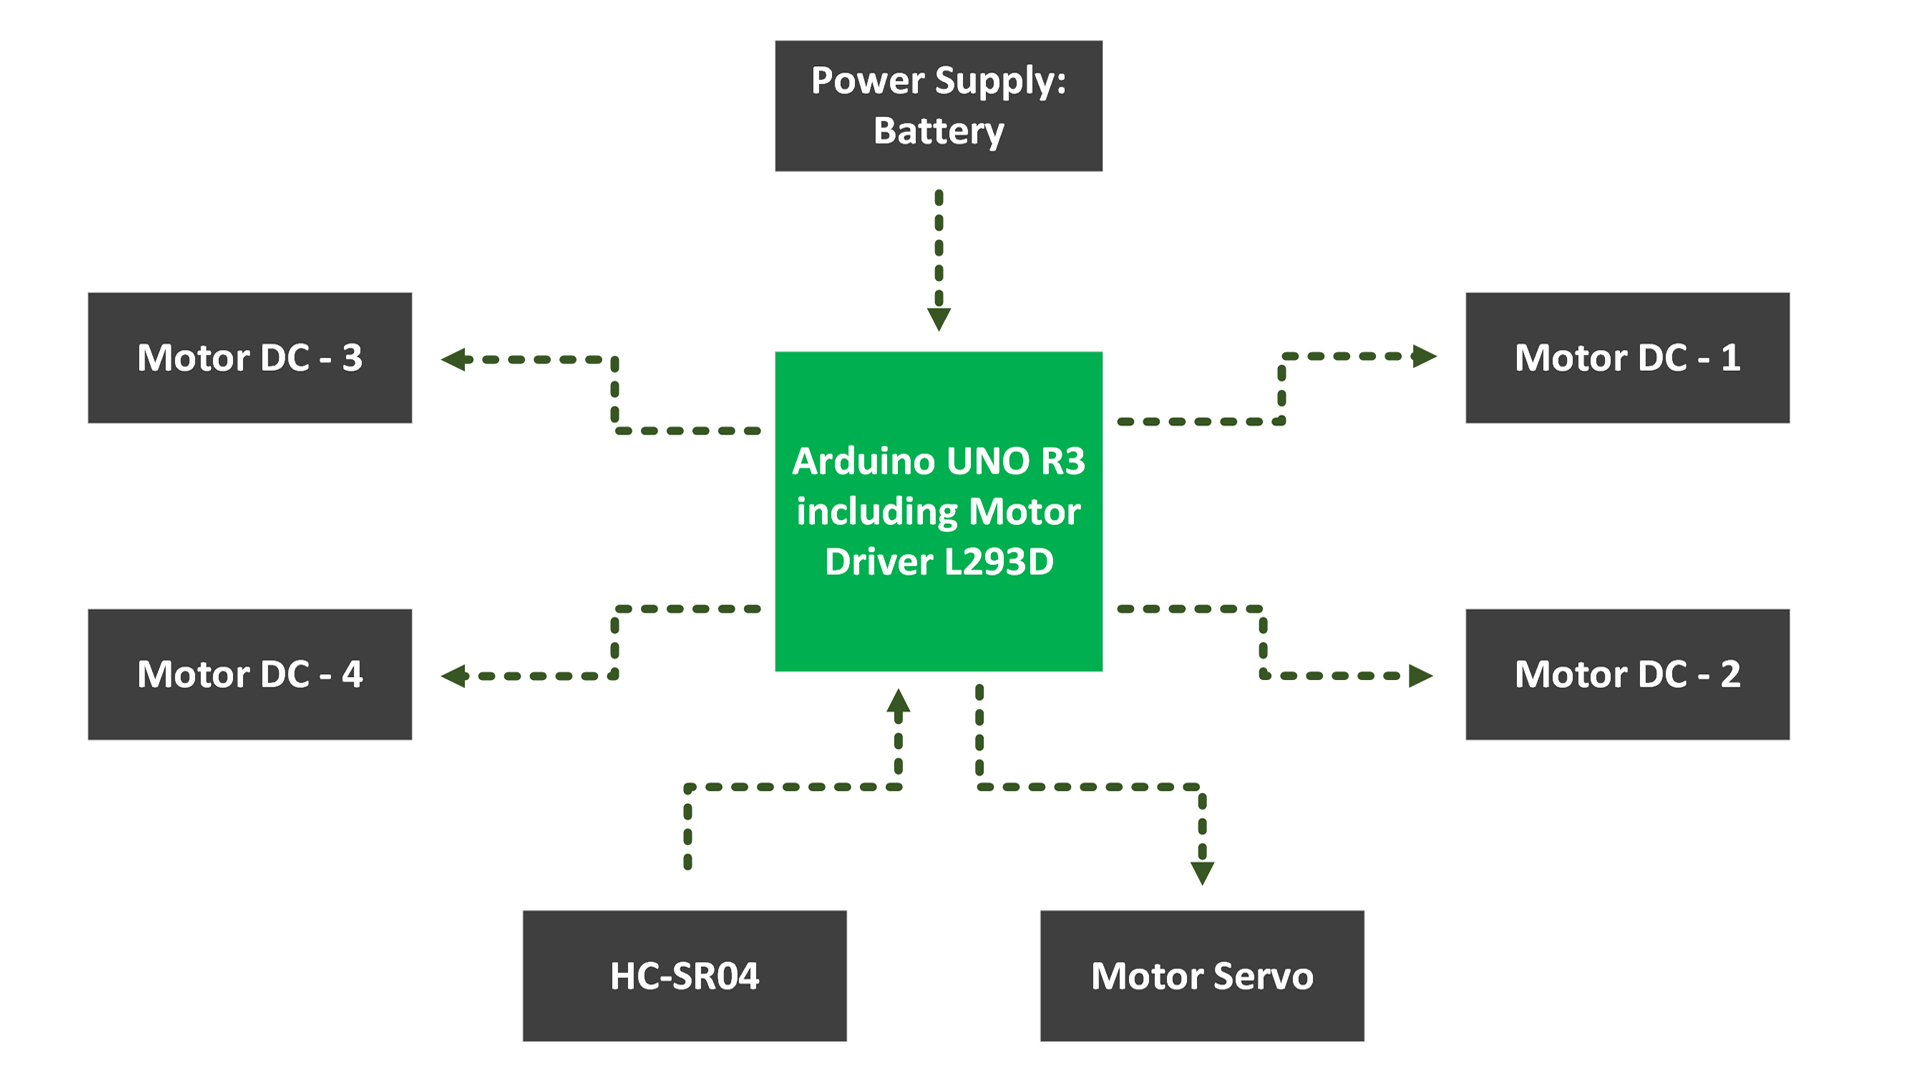 Power Supply:
Battery
Motor DC - 3
Motor DC - 1
Arduino UNO R3
including Motor
Driver L293D
Motor DC - 4
Motor DC - 2
HC-SR04
Motor Servo